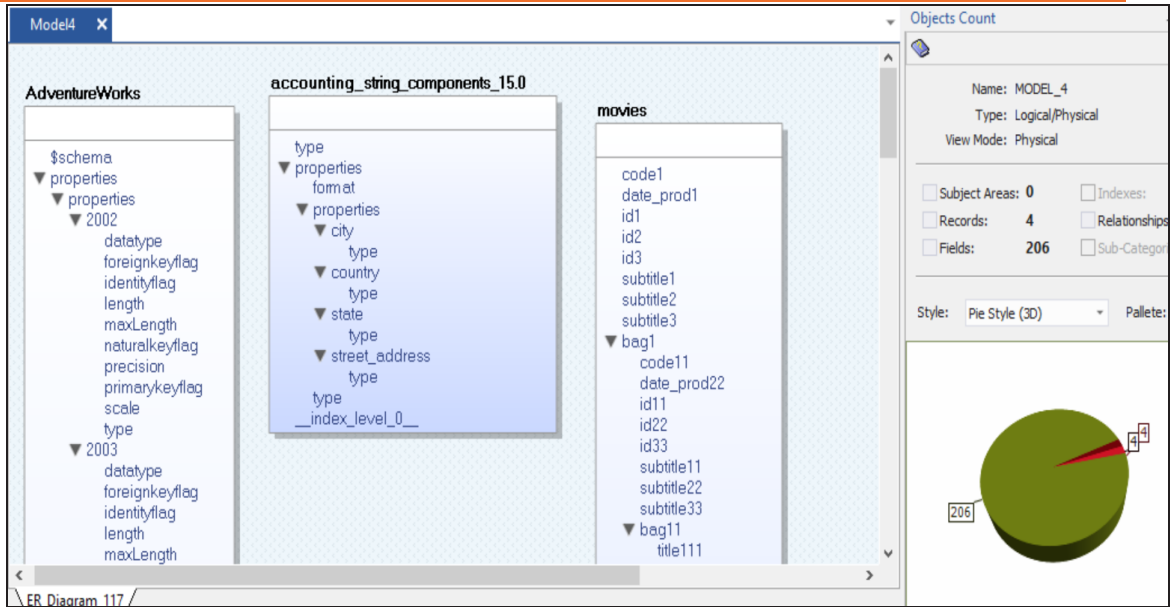 Model4 X
AdventureWorks
$schema
properties
properties
2002
datatype
foreignkeyflag
identityflag
length
maxLength
naturalkeyflag
precision
primarykeyflag
scale
type
2003
datatype
foreignkeyflag
identityflag
length
maxLength
accounting_string_components_15.0
type
properties
format
properties
city
type
country
type
state
type
street_address
type
type
__index_level_0__
movies
code1
date_prod1
id1
id2
id3
subtitle1
subtitle2
subtitle3
bag1
code11
date_prod22
id11
id22
id33
subtitle11
subtitle22
subtitle33
bag11
title111
ER_Diagram_117
Objects Count
Name: MODEL_4
Type: Logical/Physical
View Mode: Physical
Subject Areas: 0 Indexes:
Records: 4 Relationships
Fields: 206 Sub-Categori
Style: Pie Style (3D) Pallete:
4
4
206